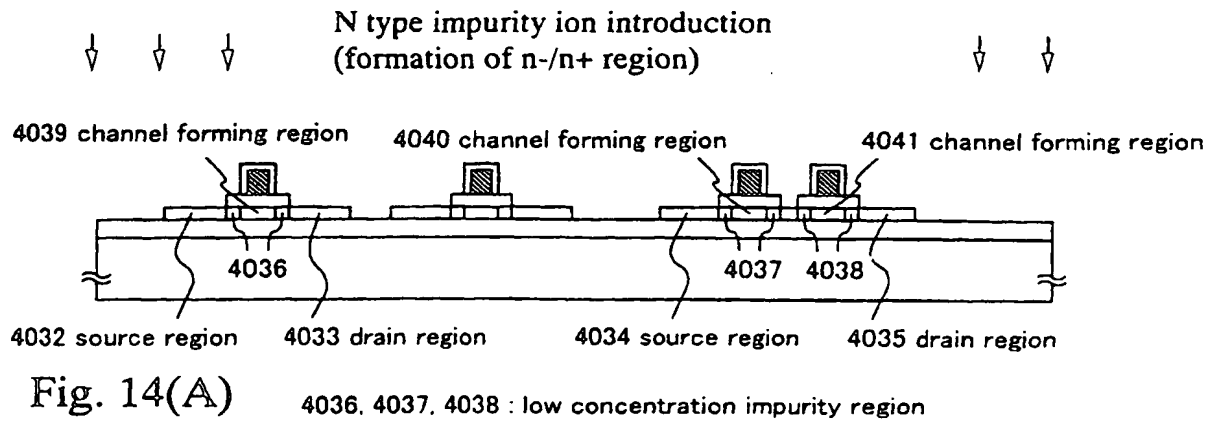 N type impurity ion introduction
(formation of n-/n+ region)
4039 channel forming region
4040 channel forming region
4041 channel forming region
4036
4037
4038
4032 source region
4033 drain region
4034 source region
4035 drain region
Fig. 14(A)
4036, 4037, 4038 : low concentration impurity region